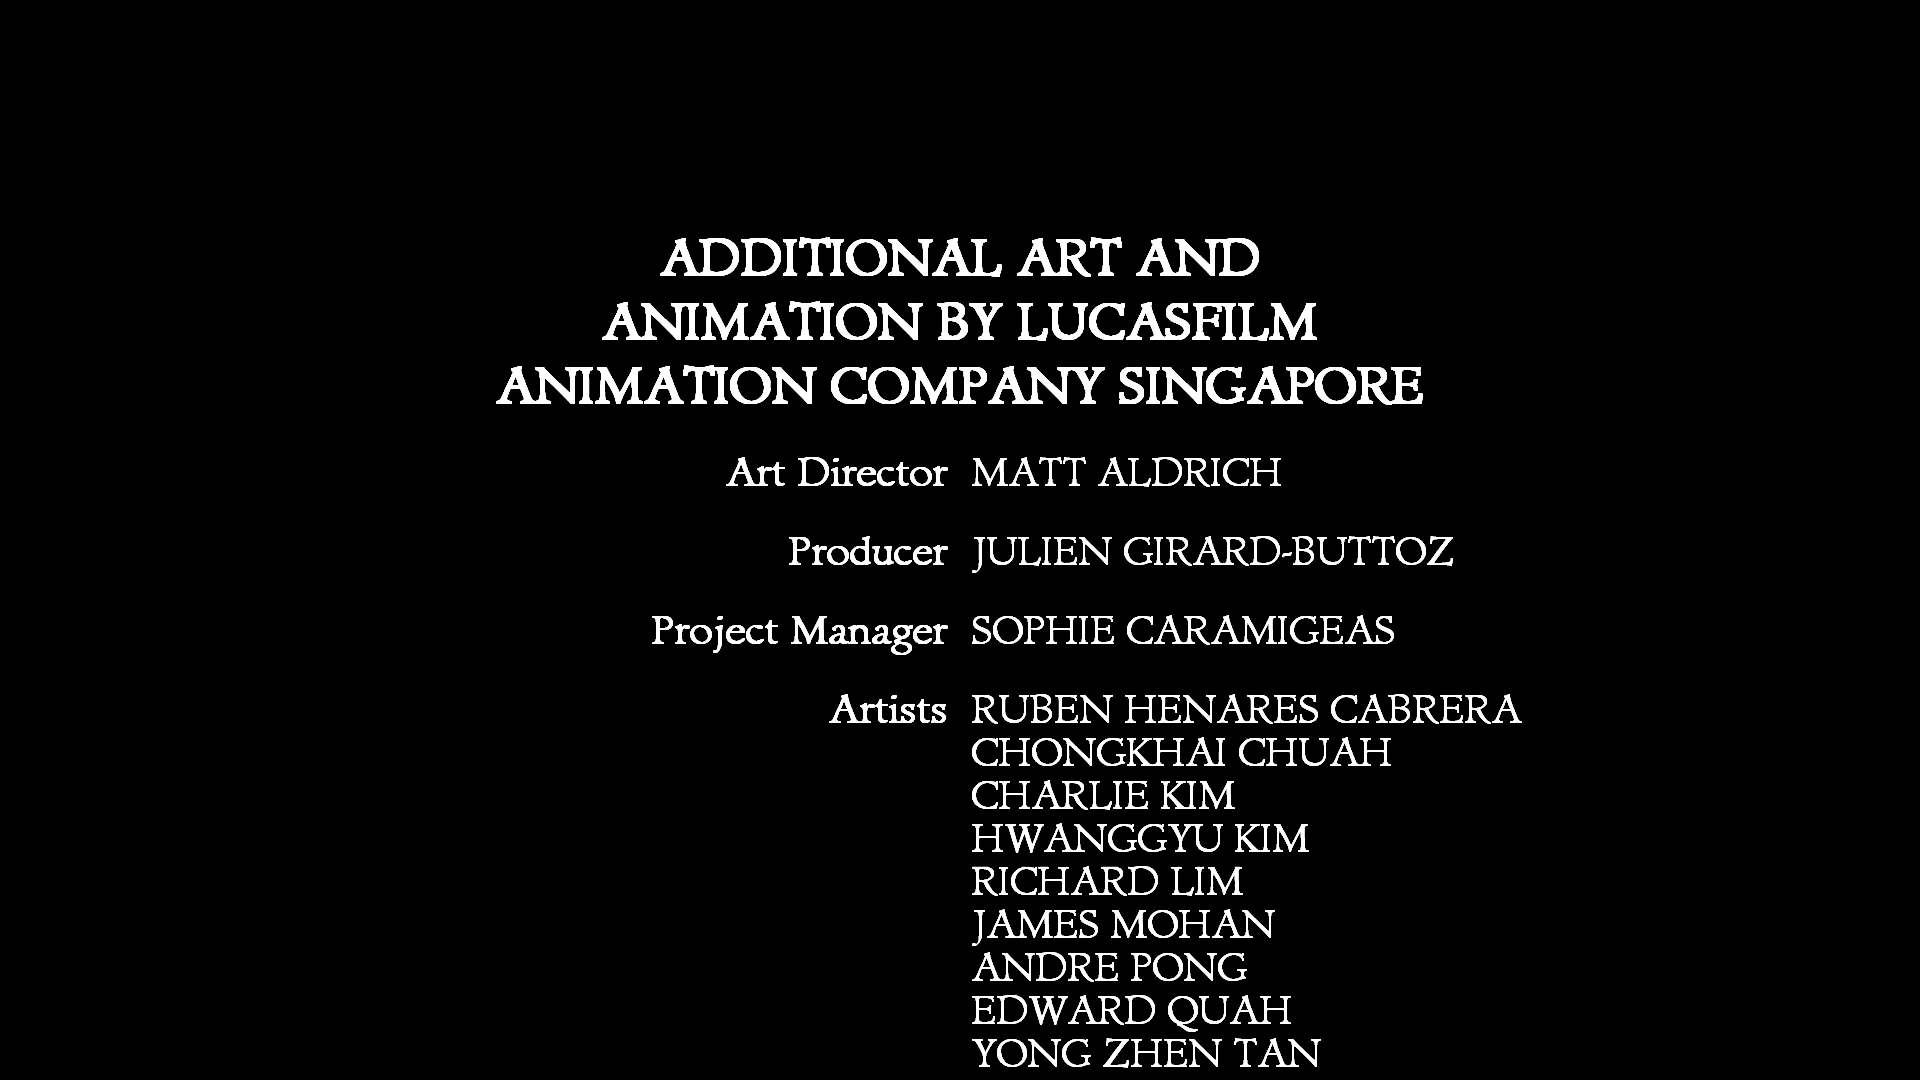 ADDITIONAL ART AND
ANIMATION BY LUCASFILM
ANIMATION COMPANY SINGAPORE
Art Director MATT ALDRICH
Producer JULIEN GIRARD-BUTTOZ
Project Manager SOPHIE CARAMIGEAS
Artists RUBEN HENARES CABRERA
CHONGKHAI CHUAH
CHARLIE KIM
HWANGGYU KIM
RICHARD LIM
JAMES MOHAN
ANDRE PONG
EDWARD QUAH
YONG ZHEN TAN